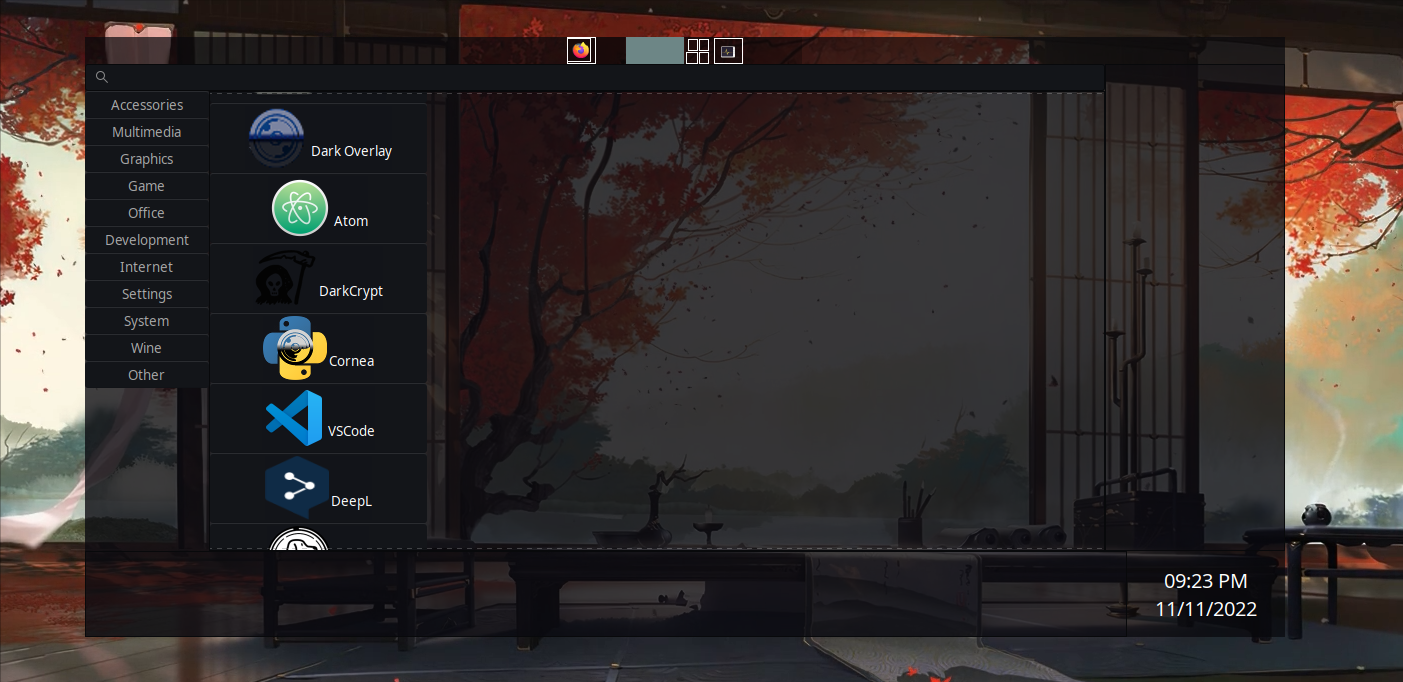 Accessories
Multimedia
Graphics
Game
Office
Development
Internet
Settings
System
Wine
Other
Dark Overlay
Atom
DarkCrypt
Cornea
VSCode
DeepL
09:23 PM
11/11/2022